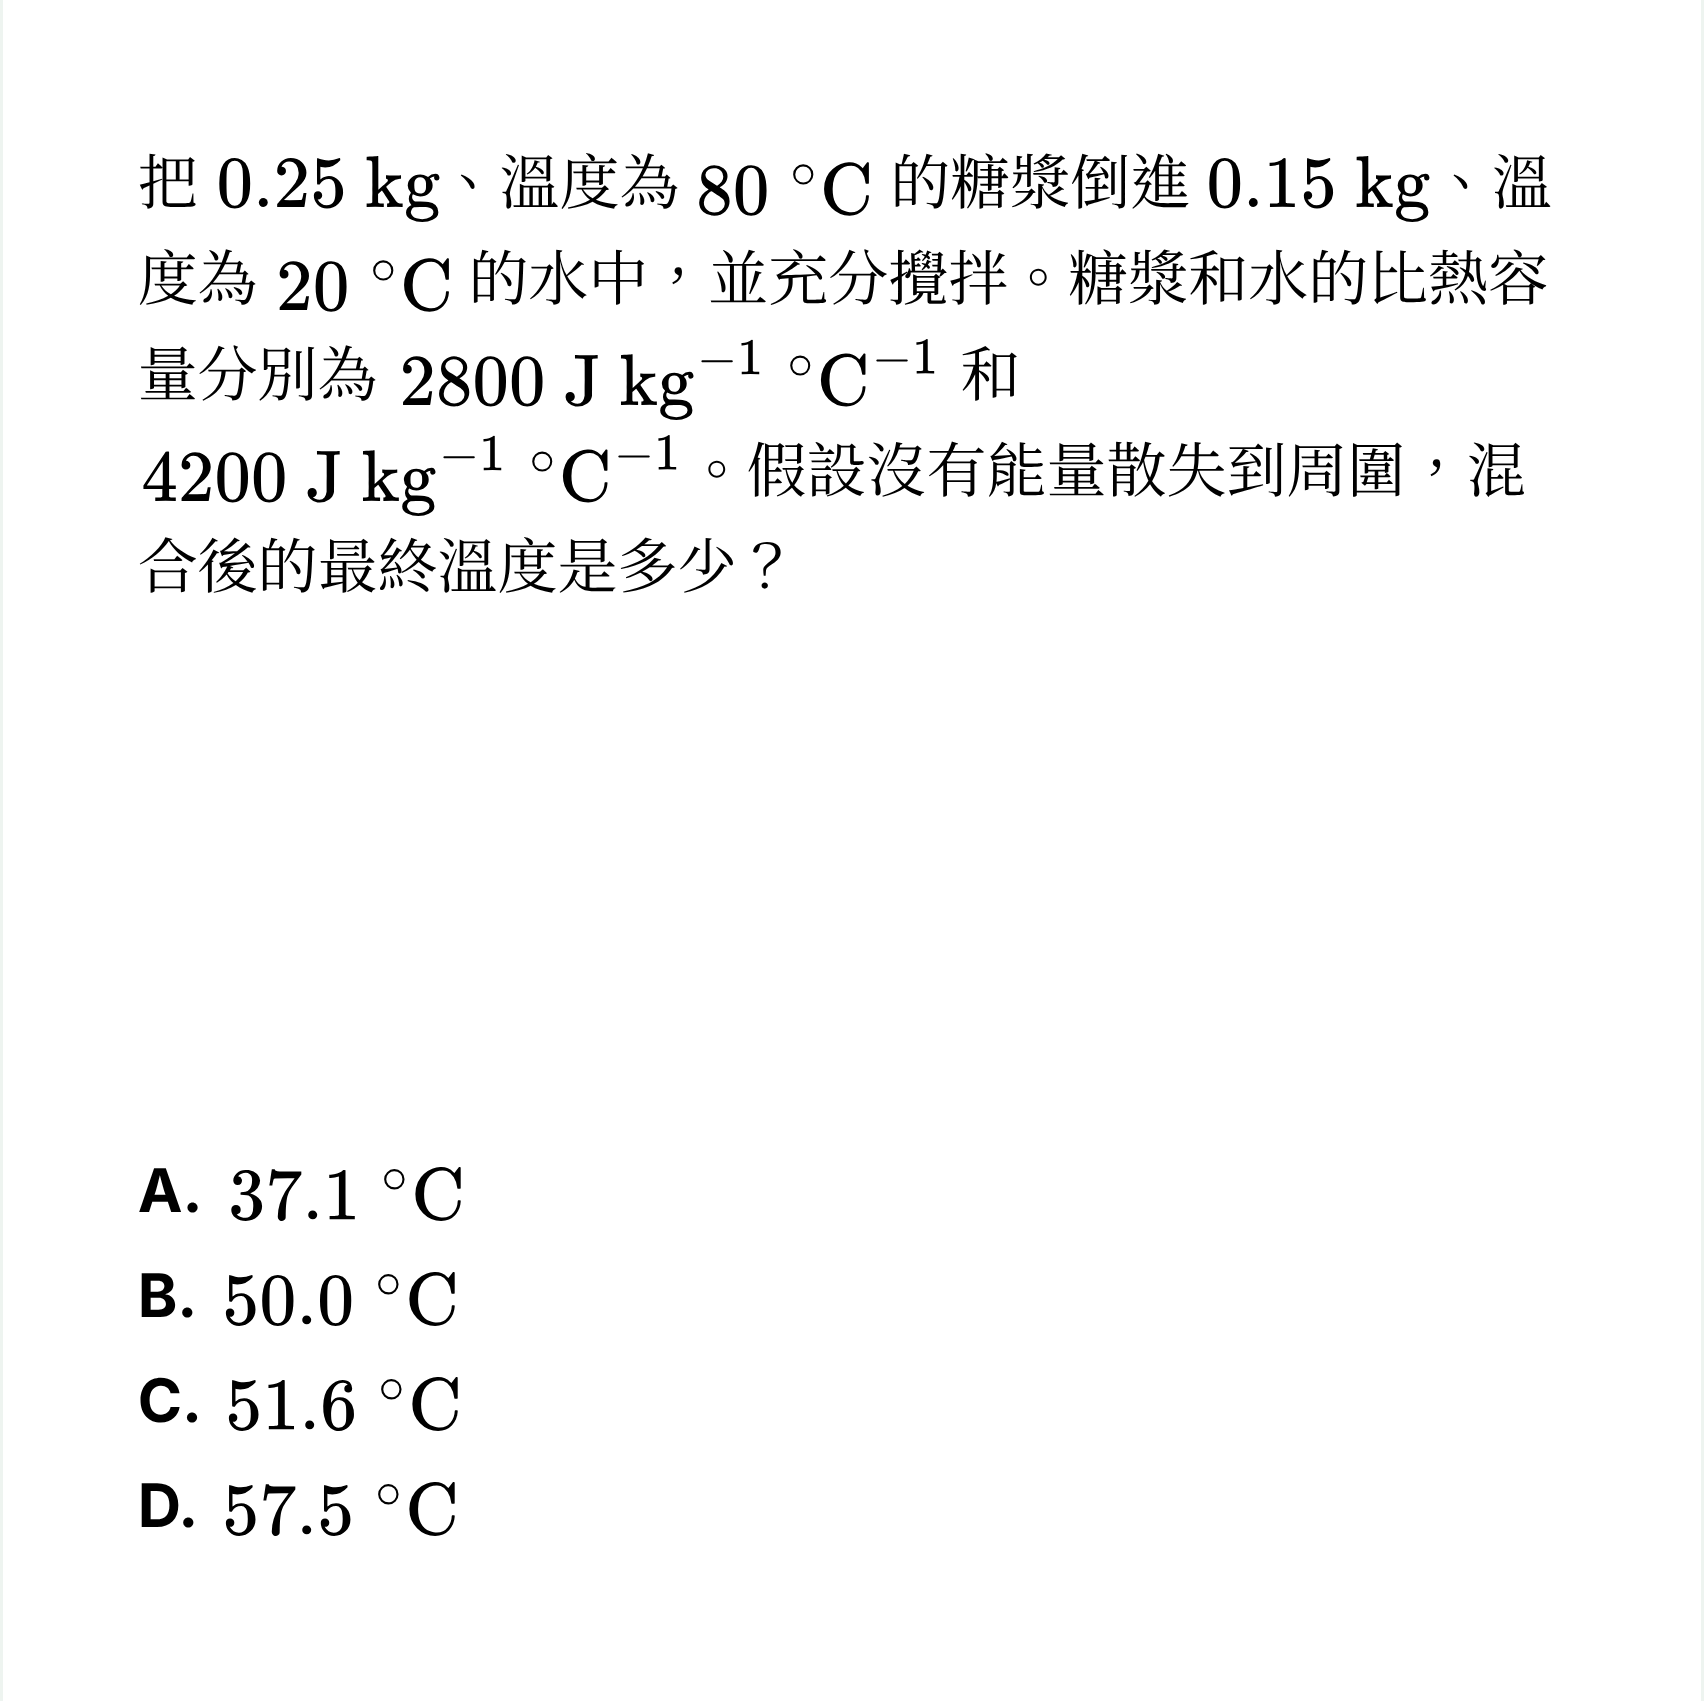 把 0.25 kg、溫度為 80 °C 的糖漿倒進 0.15 kg、溫
度為 20 °C 的水中，並充分攪拌。糖漿和水的比熱容
量分別為 2800 J kg⁻¹ °C⁻¹ 和
4200 J kg⁻¹ °C⁻¹。假設沒有能量散失到周圍，混
合後的最終溫度是多少？
A. 37.1 °C
B. 50.0 °C
C. 51.6 °C
D. 57.5 °C